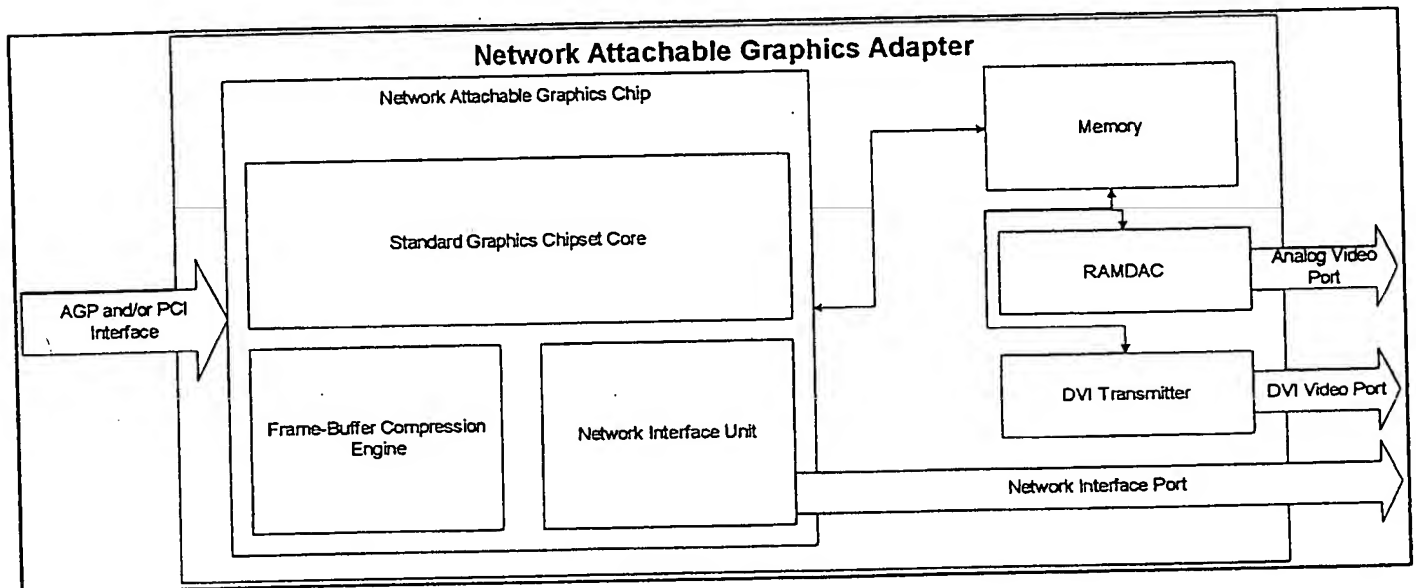 Network Attachable Graphics Adapter
Network Attachable Graphics Chip
Memory
Standard Graphics Chipset Core
RAMDAC
Analog Video
Port
AGP and/or PCI
Interface
DVI Transmitter
DVI Video Port
Frame-Buffer Compression
Engine
Network Interface Unit
Network Interface Port